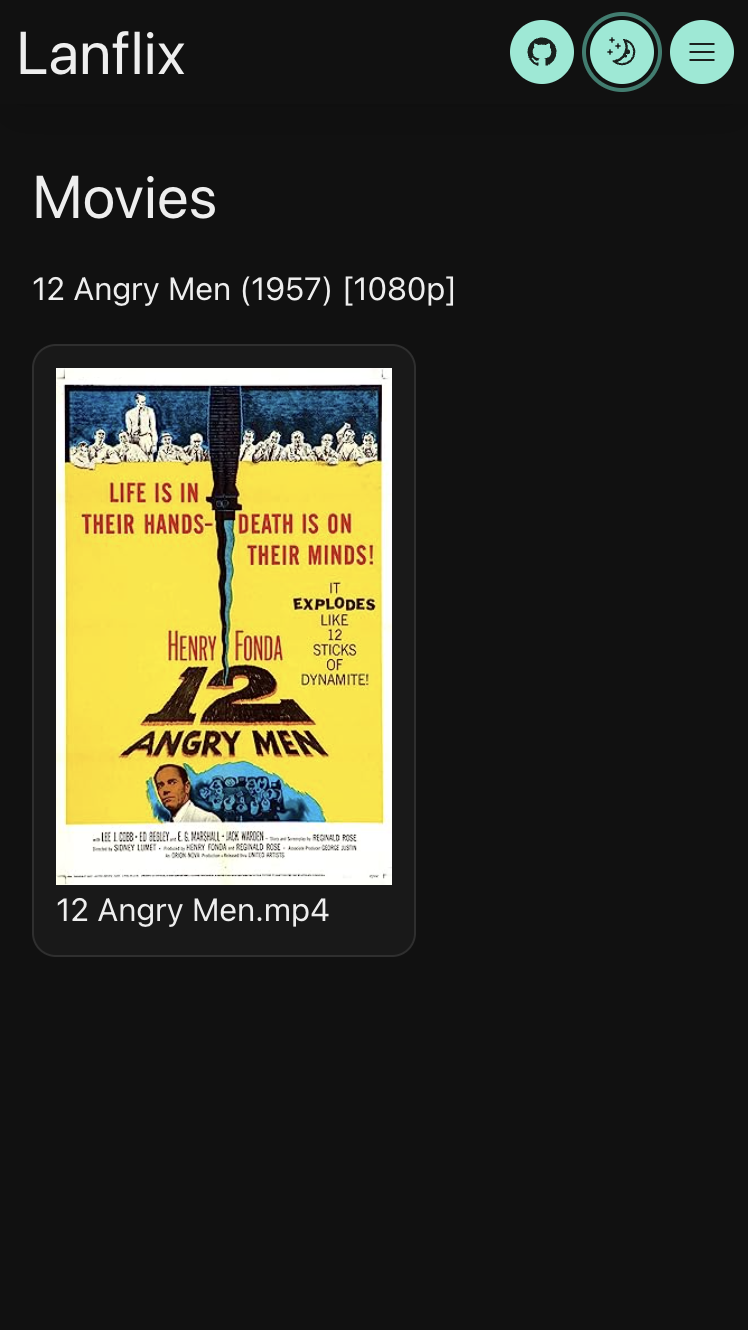 Lanflix
Movies
12 Angry Men (1957) [1080p]
LIFE IS IN
THEIR HANDS- DEATH IS ON
THEIR MINDS!
IT
EXPLODES
LIKE
12
STICKS
OF
DYNAMITE!
HENRY FONDA
12
ANGRY MEN
with LEE J. COBB • ED BEGLEY and E. G. MARSHALL • JACK WARDEN • Story and Screenplay by REGINALD ROSE
Directed by SIDNEY LUMET • Produced by HENRY FONDA and REGINALD ROSE • Associate Producer GEORGE JUSTIN
An ORION NOVA Production • Released thru UNITED ARTISTS
12 Angry Men.mp4